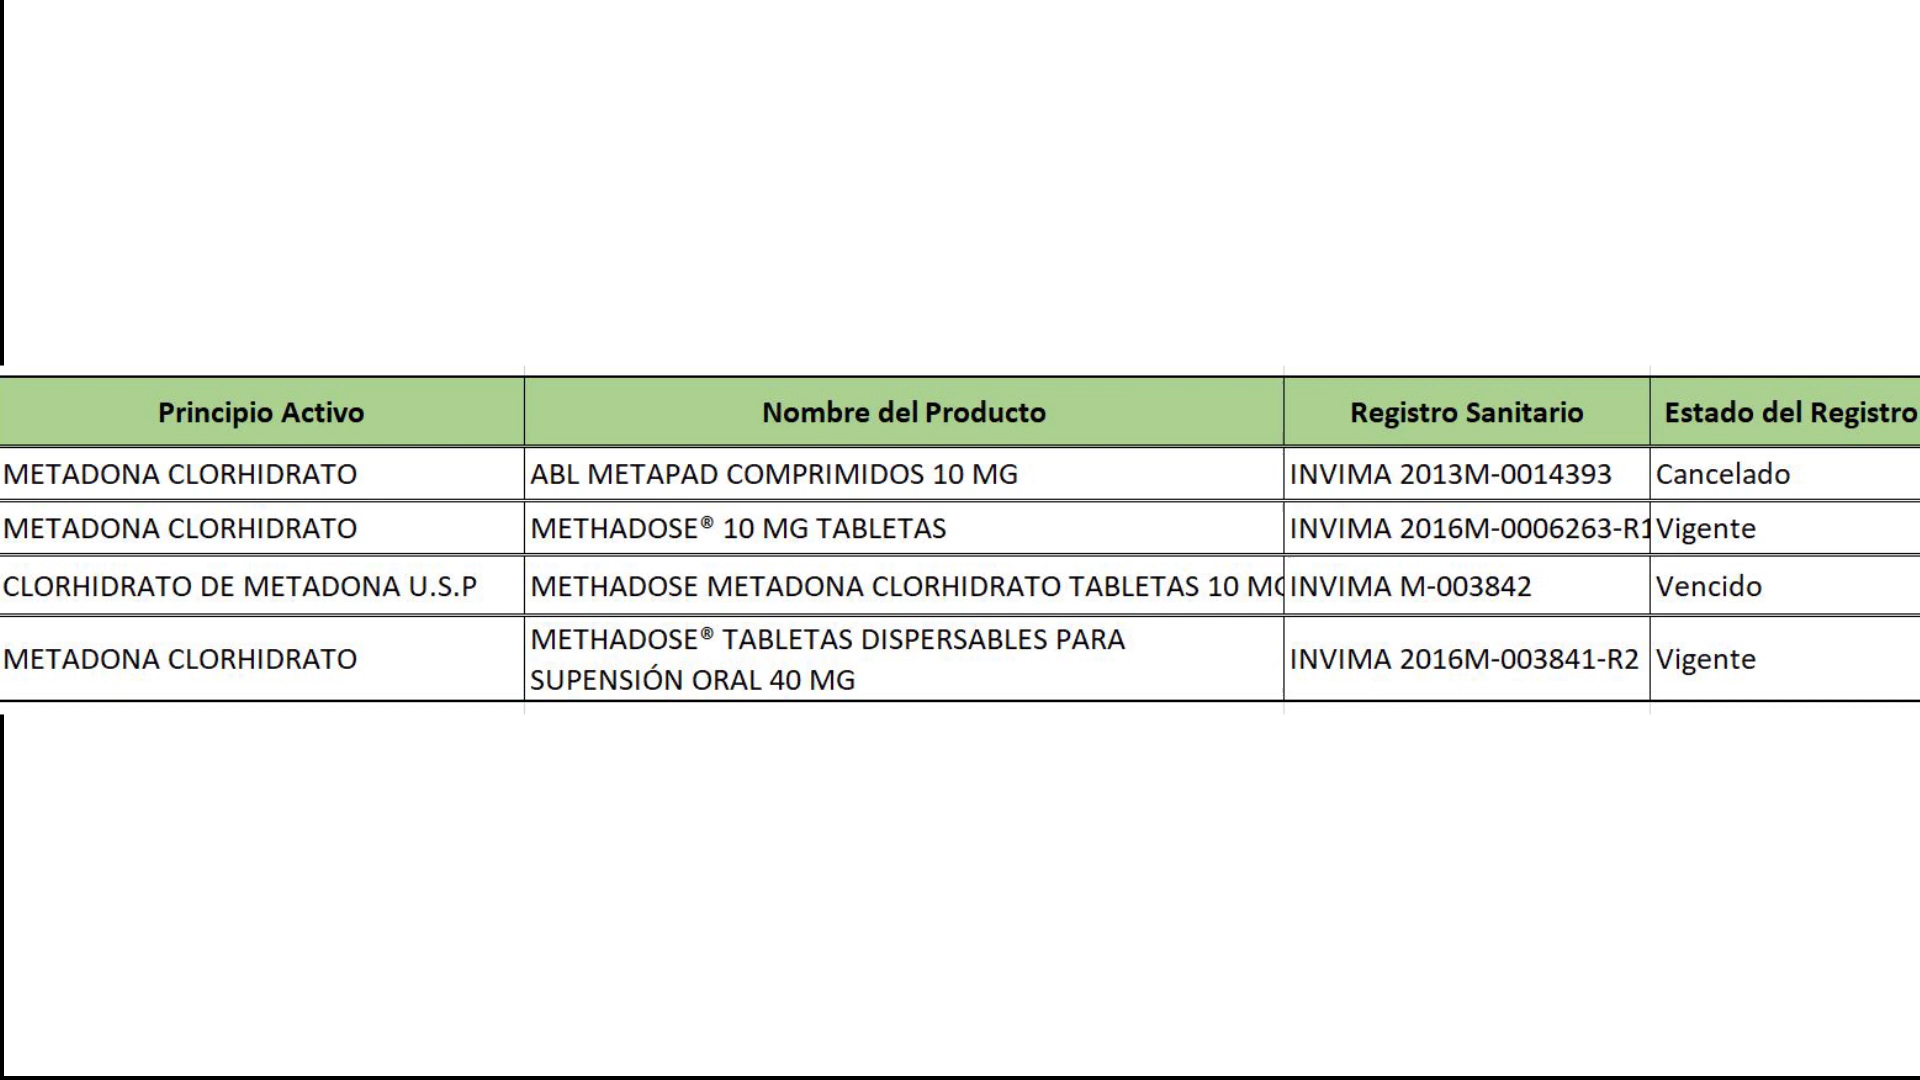 Principio Activo Nombre del Producto Registro Sanitario Estado del Registro
METADONA CLORHIDRATO ABL METAPAD COMPRIMIDOS 10 MG INVIMA 2013M-0014393 Cancelado
METADONA CLORHIDRATO METHADOSE® 10 MG TABLETAS INVIMA 2016M-0006263-R1 Vigente
CLORHIDRATO DE METADONA U.S.P METHADOSE METADONA CLORHIDRATO TABLETAS 10 MG INVIMA M-003842 Vencido
METADONA CLORHIDRATO METHADOSE® TABLETAS DISPERSABLES PARA
SUPENSIÓN ORAL 40 MG INVIMA 2016M-003841-R2 Vigente